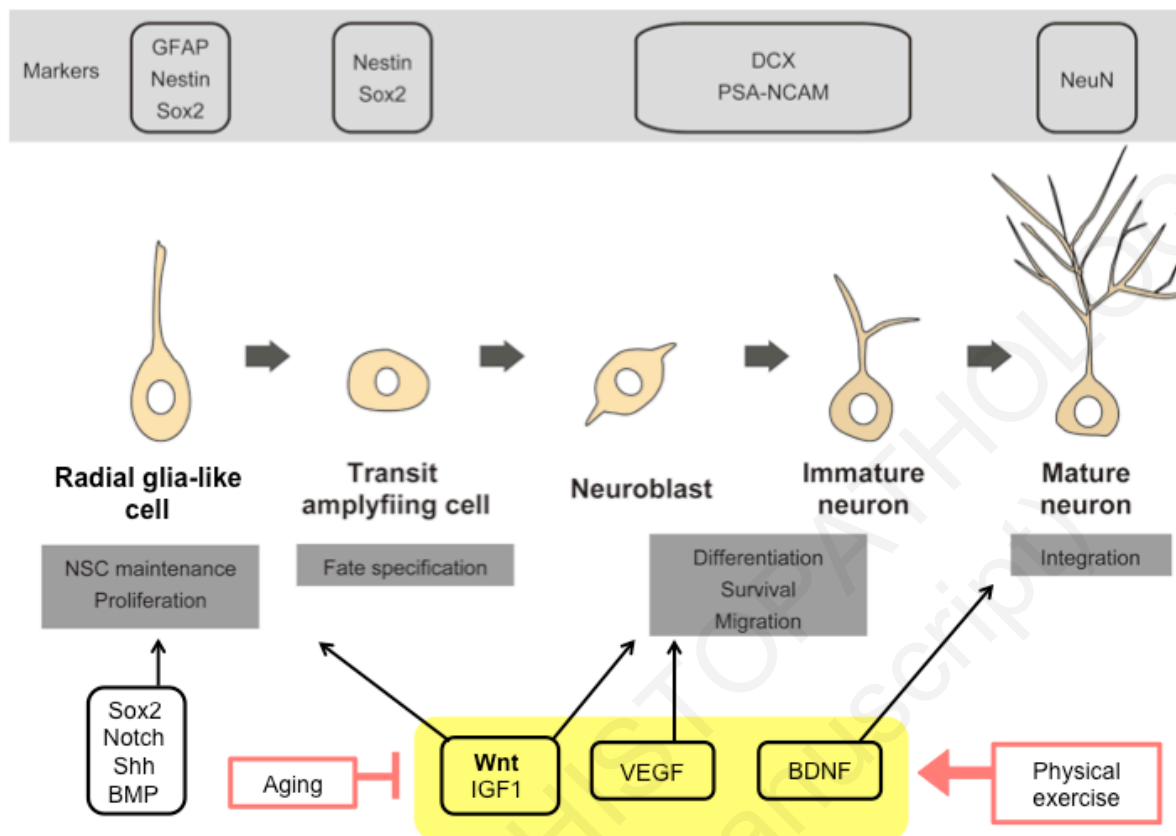 Markers
GFAP
Nestin
Sox2
Nestin
Sox2
DCX
PSA-NCAM
NeuN
Radial glia-like
cell
Transit
amplyfiing cell
Neuroblast
Immature
neuron
Mature
neuron
NSC maintenance
Proliferation
Fate specification
Differentiation
Survival
Migration
Integration
Sox2
Notch
Shh
BMP
Aging
Wnt
IGF1
VEGF
BDNF
Physical
exercise
HISTOPATHOLOG
anuscript)